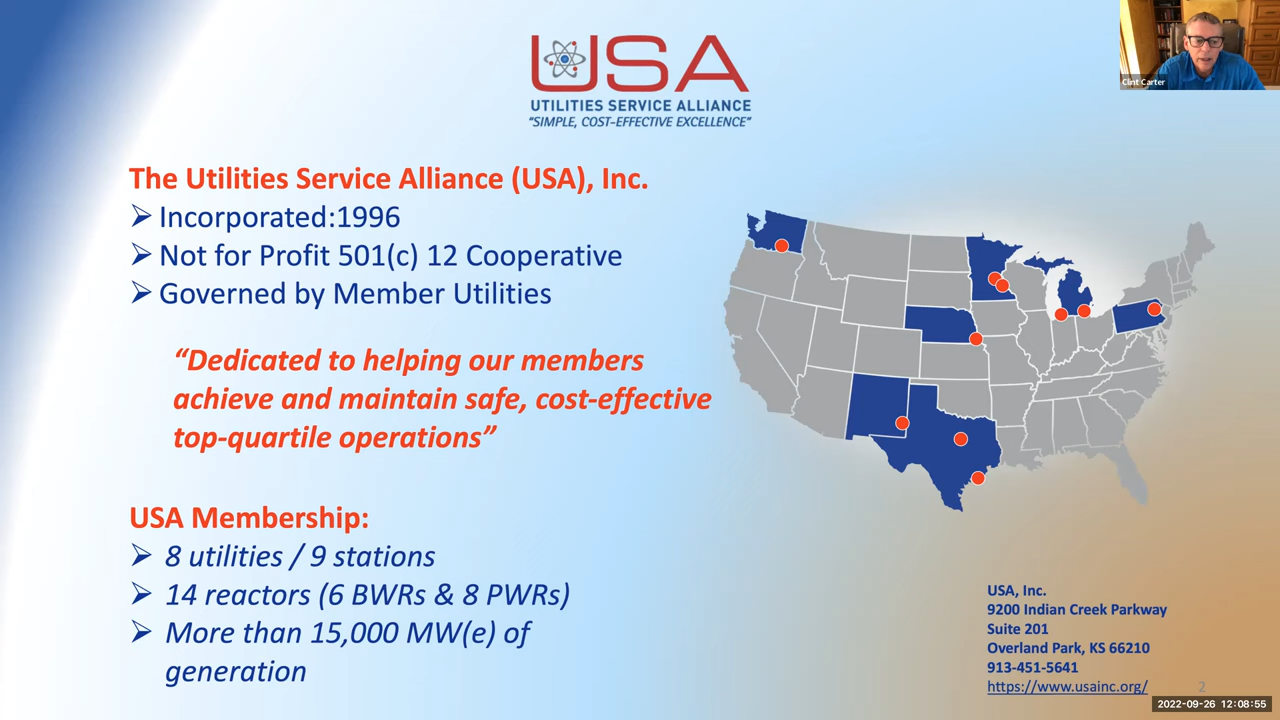 USA
UTILITIES SERVICE ALLIANCE
"SIMPLE, COST-EFFECTIVE EXCELLENCE"
Clint Carter
The Utilities Service Alliance (USA), Inc.
Incorporated:1996
Not for Profit 501(c) 12 Cooperative
Governed by Member Utilities
“Dedicated to helping our members
achieve and maintain safe, cost-effective
top-quartile operations”
USA Membership:
8 utilities / 9 stations
14 reactors (6 BWRs & 8 PWRs)
More than 15,000 MW(e) of
generation
USA, Inc.
9200 Indian Creek Parkway
Suite 201
Overland Park, KS 66210
913-451-5641
https://www.usainc.org/
2
2022-09-26 12:08:55